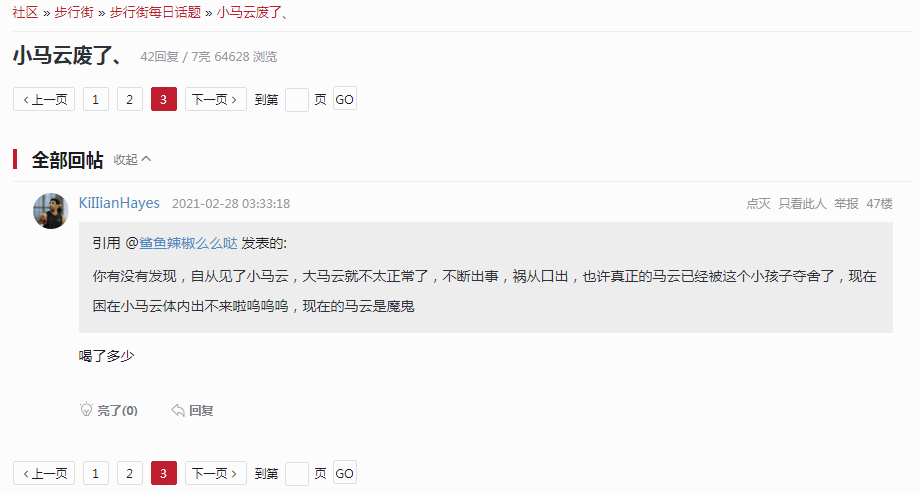 社区 » 步行街 » 步行街每日话题 » 小马云废了、
小马云废了、 42回复 / 7亮 64628 浏览
‹ 上一页 1 2 3 下一页 › 到第 页 GO
全部回帖 收起
KiIIianHayes 2021-02-28 03:33:18 点灭 只看此人 举报 47楼
引用 @鲨鱼辣椒么么哒 发表的:
你有没有发现，自从见了小马云，大马云就不太正常了，不断出事，祸从口出，也许真正的马云已经被这个小孩子夺舍了，现在
困在小马云体内出不来啦呜呜呜，现在的马云是魔鬼
喝了多少
亮了(0) 回复
‹ 上一页 1 2 3 下一页 › 到第 页 GO